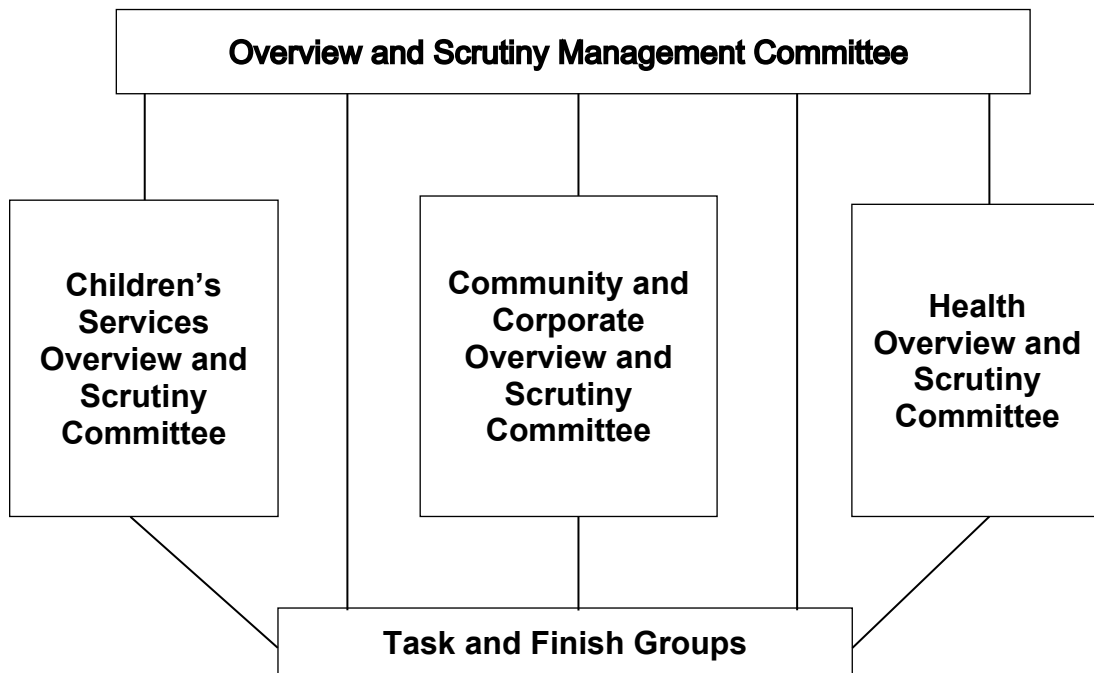 Overview and Scrutiny Management Committee
Children’s
Services
Overview and
Scrutiny
Committee
Community and
Corporate
Overview and
Scrutiny
Committee
Health
Overview and
Scrutiny
Committee
Task and Finish Groups